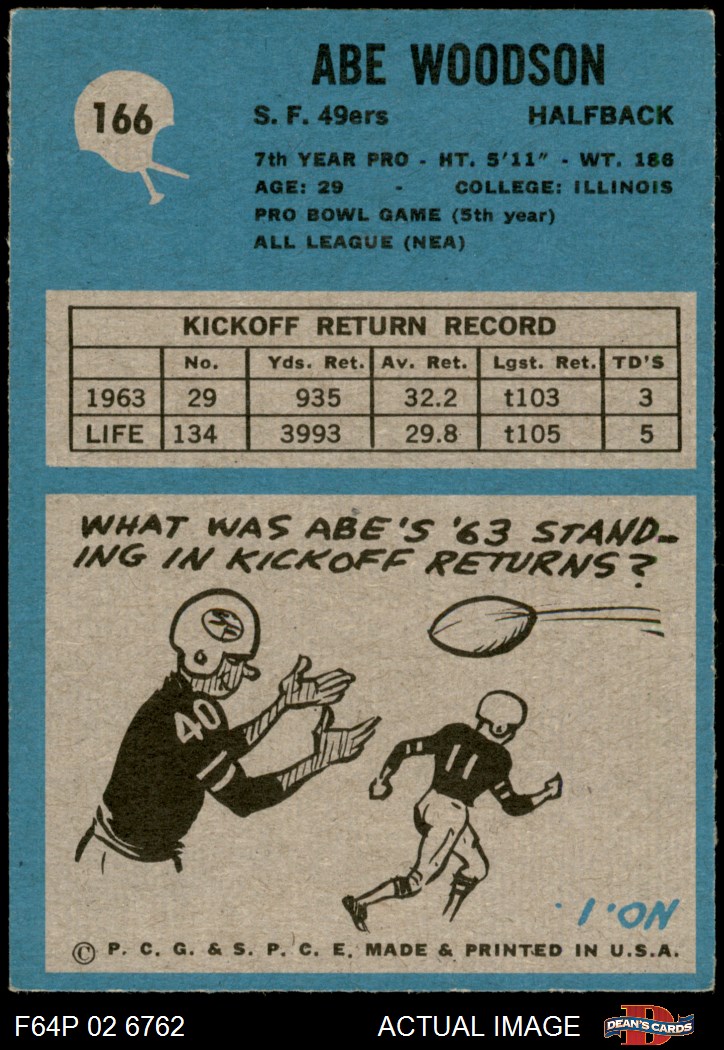 166
ABE WOODSON
S. F. 49ers HALFBACK
7th YEAR PRO - HT. 5'11" - WT. 186
AGE: 29 - COLLEGE: ILLINOIS
PRO BOWL GAME (5th year)
ALL LEAGUE (NEA)
KICKOFF RETURN RECORD
No. Yds. Ret. Av. Ret. Lgst. Ret. TD'S
1963 29 935 32.2 t103 3
LIFE 134 3993 29.8 t105 5
WHAT WAS ABE'S '63 STAND-
ING IN KICKOFF RETURNS?
SF
40
11
NO. 1.
© P. C. G. & S. P. C. E. MADE & PRINTED IN U.S.A.
F64P 02 6762 ACTUAL IMAGE D DEAN'S CARDS